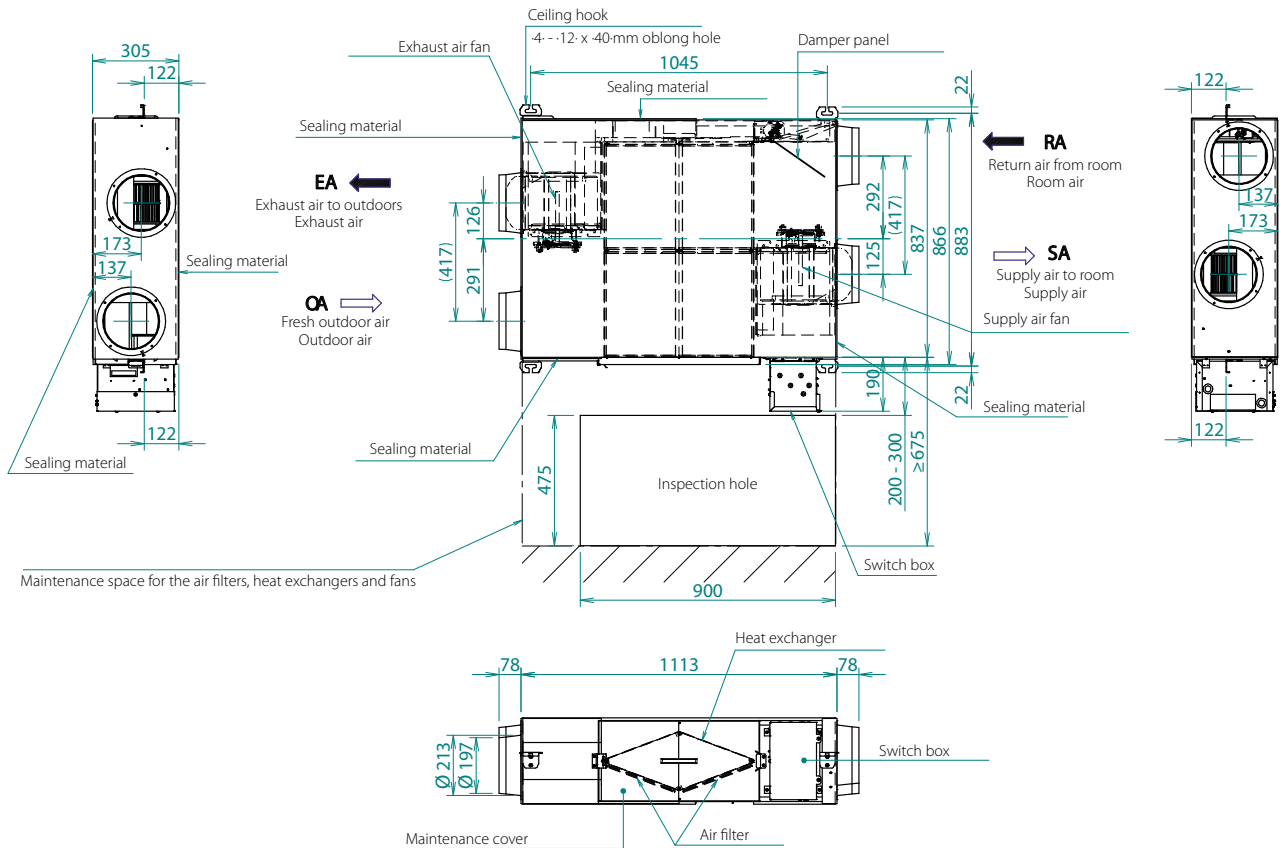 Ceiling hook
·4·-··12· x ·40·mm oblong hole
Exhaust air fan
Damper panel
305
122
1045
22
122
Sealing material
Sealing material
RA
Return air from room
Room air
EA
Exhaust air to outdoors
Exhaust air
126
(417)
291
292
(417)
125
837
866
883
137
173
173
137
Sealing material
SA
Supply air to room
Supply air
OA
Fresh outdoor air
Outdoor air
Supply air fan
190
22
Sealing material
122
122
Sealing material
Sealing material
475
Inspection hole
200 - 300
≥675
Switch box
Maintenance space for the air filters, heat exchangers and fans
900
Heat exchanger
78
1113
78
Ø 213
Ø 197
Switch box
Maintenance cover
Air filter